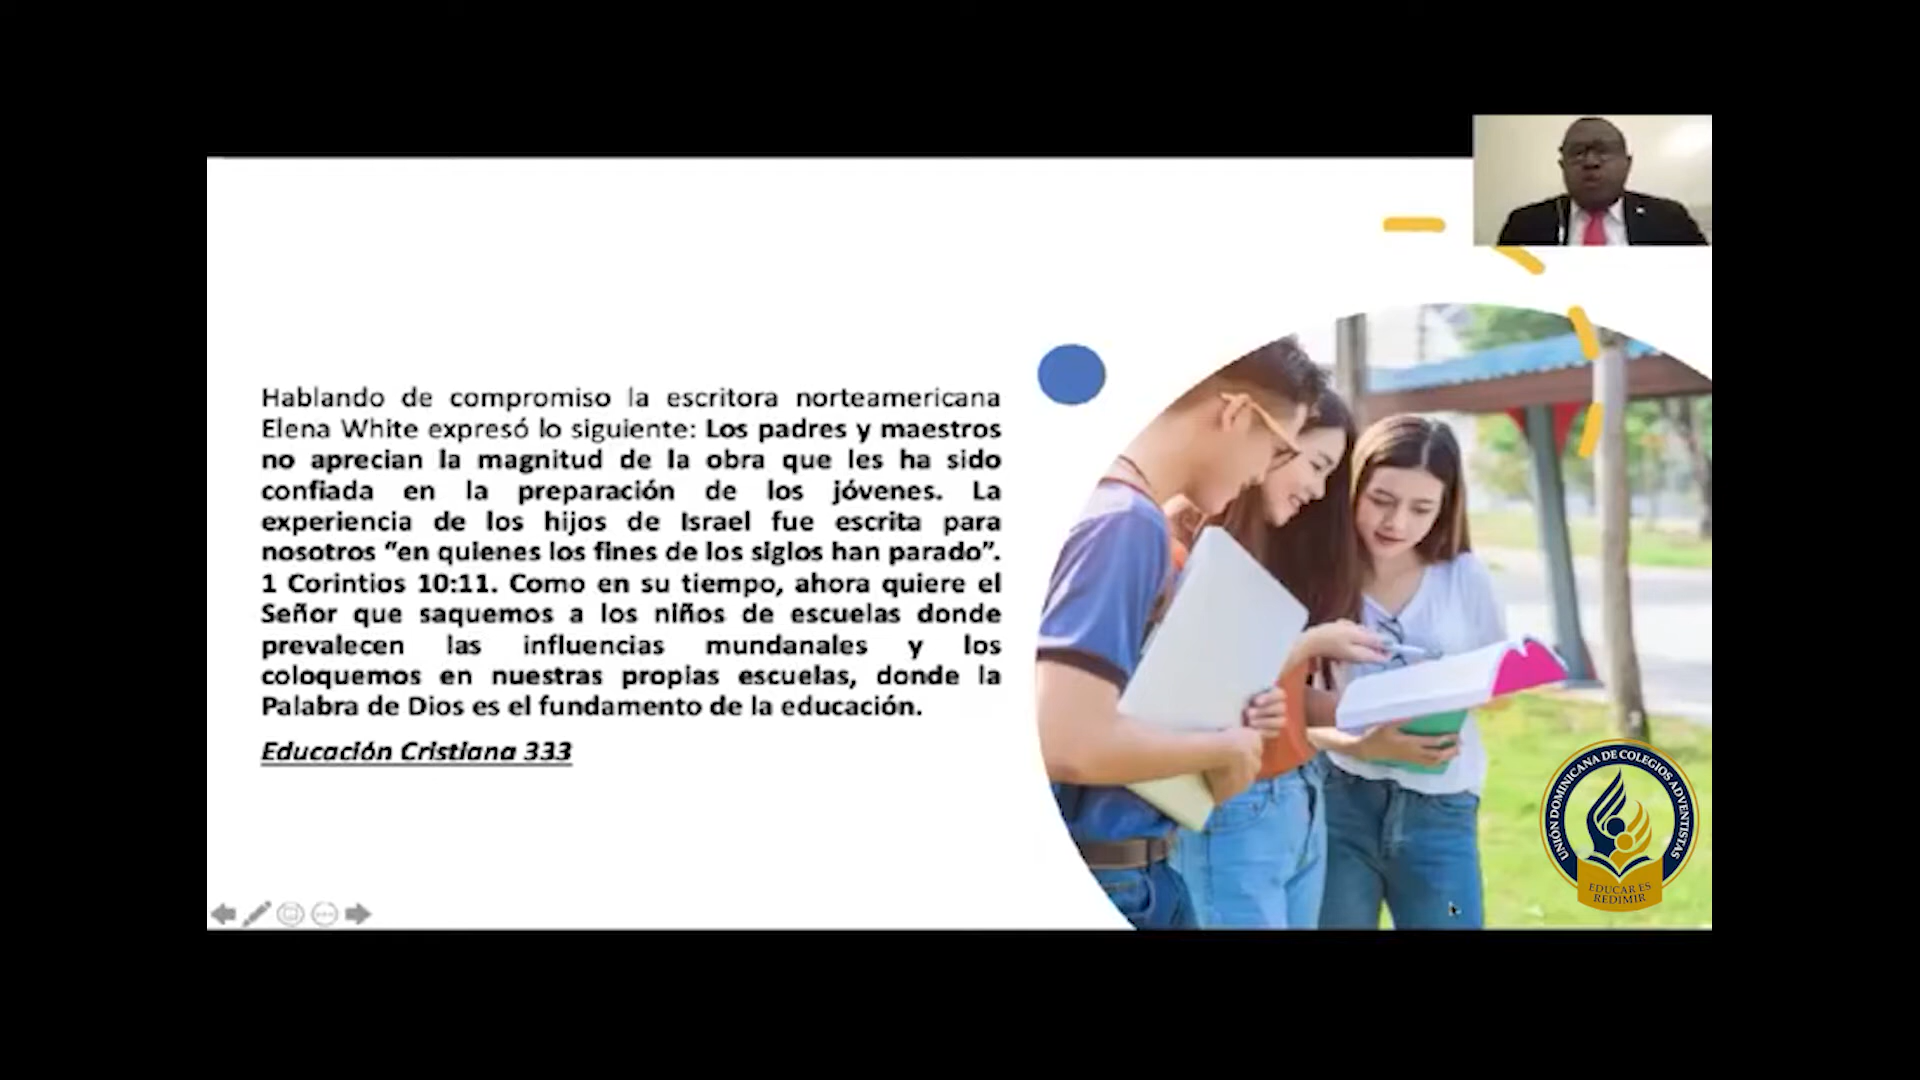 Hablando de compromiso la escritora norteamericana
Elena White expresó lo siguiente: Los padres y maestros
no aprecian la magnitud de la obra que les ha sido
confiada en la preparación de los jóvenes. La
experiencia de los hijos de Israel fue escrita para
nosotros "en quienes los fines de los siglos han parado".
1 Corintios 10:11. Como en su tiempo, ahora quiere el
Señor que saquemos a los niños de escuelas donde
prevalecen las influencias mundanales y los
coloquemos en nuestras propias escuelas, donde la
Palabra de Dios es el fundamento de la educación.
Educación Cristiana 333
UNIÓN DOMINICANA DE COLEGIOS ADVENTISTAS
EDUCAR ES
REDIMIR